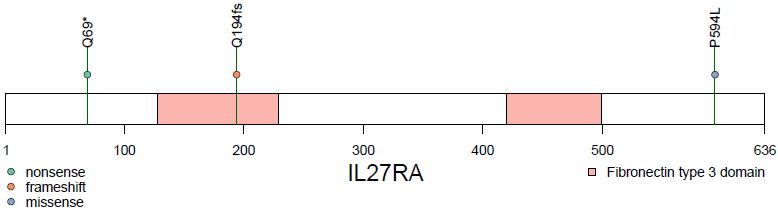 Q69* Q194fs P594L
1 100 200 300 400 500 636
IL27RA
nonsense Fibronectin type 3 domain
frameshift
missense